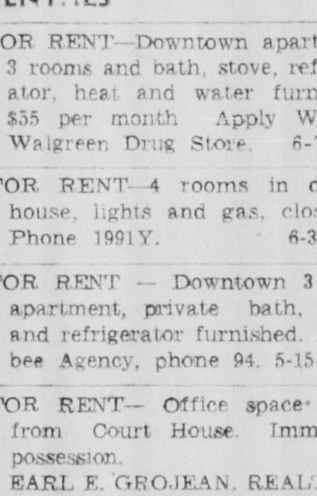 OR RENT—Downtown apart
3 rooms and bath, stove, ref
ator, heat and water furn
$55 per month Apply W
Walgreen Drug Store. 6-
OR RENT—4 rooms in o
house, lights and gas, clos
Phone 1991Y. 6-3
OR RENT — Downtown 3
apartment, private bath,
and refrigerator furnished.
bee Agency, phone 94. 5-15
OR RENT— Office space
from Court House. Imm
possession.
EARL E. GROJEAN, REAL